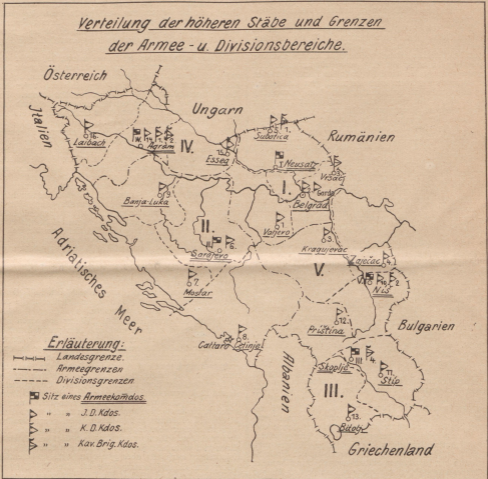 Verteilung der höheren Stäbe und Grenzen
der Armee - u. Divisionsbereiche.
Österreich
Italien
Ungarn
Rumänien
Laibach
Agram
IV.
Esseg
Subotica
Neusatz
Vršac
I.
Belgrad
Banja-Luka
II.
Sarajevo
Valjevo
Kragujevac
V.
Zaječar
Niš
Mostar
Adriatisches Meer
Cattaro
Cetinje
Priština
Bulgarien
Albanien
Skoplje
III.
Štip
Bitolj
Griechenland
Erläuterung:
Landesgrenze.
Armeegrenzen
Divisionsgrenzen
Sitz eines Armeekomdos.
" " J.D.Kdos.
" " K.D.Kdos.
" " Kav.Brig.Kdos.